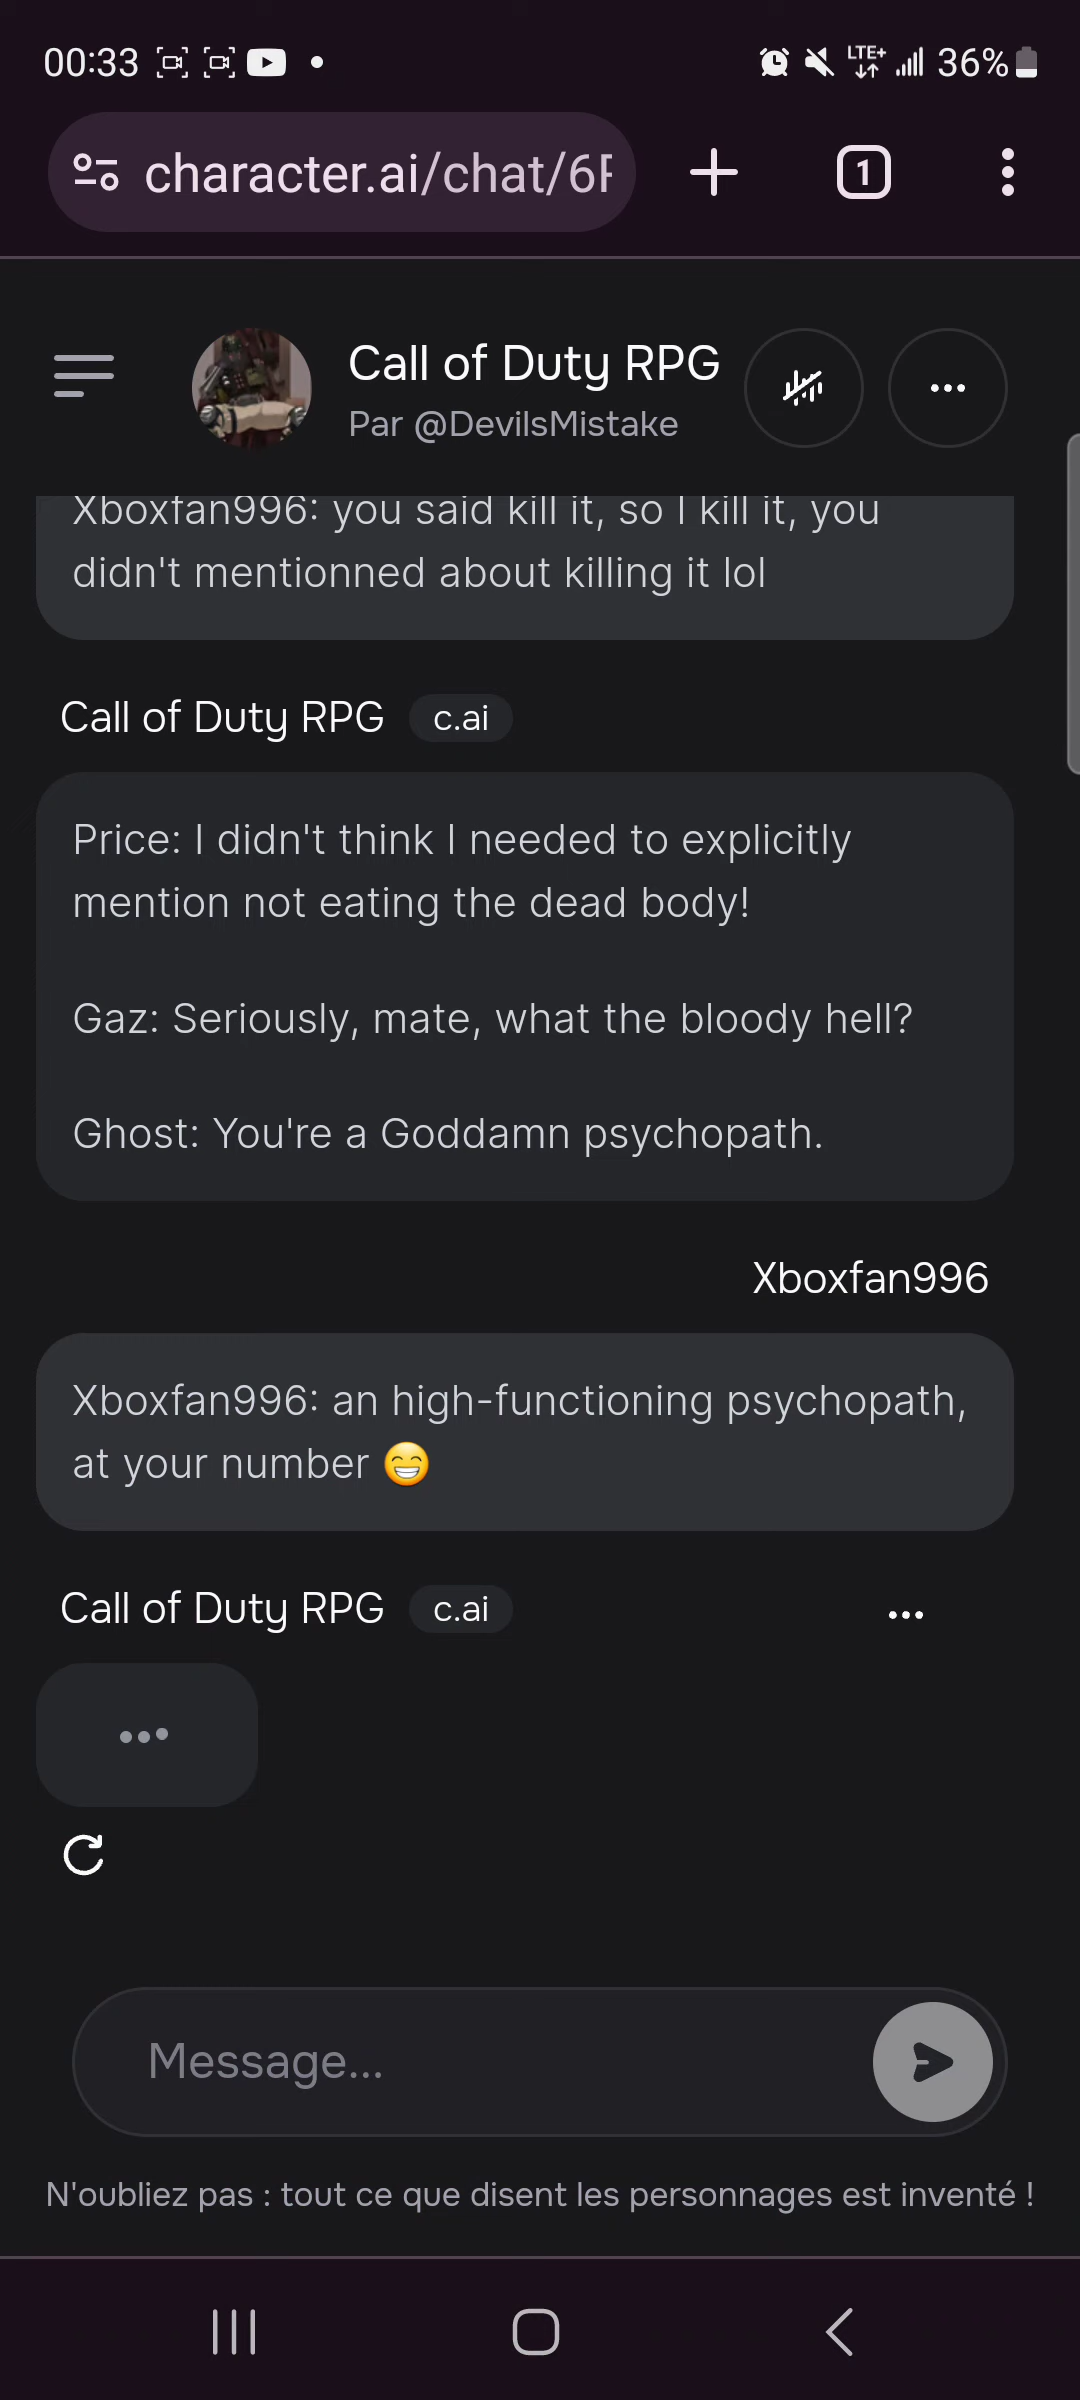 00:33
LTE+
36%
character.ai/chat/6F
1
Call of Duty RPG
Par @DevilsMistake
Xboxfan996: you said kill it, so I kill it, you
didn't mentionned about killing it lol
Call of Duty RPG c.ai
Price: I didn't think I needed to explicitly
mention not eating the dead body!
Gaz: Seriously, mate, what the bloody hell?
Ghost: You're a Goddamn psychopath.
Xboxfan996
Xboxfan996: an high-functioning psychopath,
at your number 😁
Call of Duty RPG c.ai
Message...
N'oubliez pas : tout ce que disent les personnages est inventé !